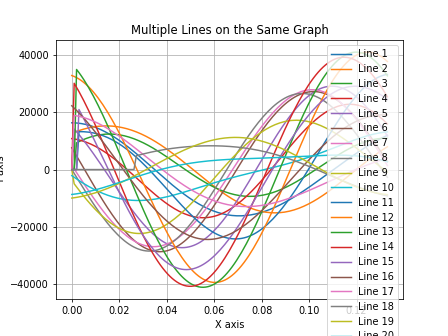 Multiple Lines on the Same Graph
40000
20000
0
−20000
−40000
0.00
0.02
0.04
0.06
0.08
0.10
X axis
Line 1
Line 2
Line 3
Line 4
Line 5
Line 6
Line 7
Line 8
Line 9
Line 10
Line 11
Line 12
Line 13
Line 14
Line 15
Line 16
Line 17
Line 18
Line 19
Line 20